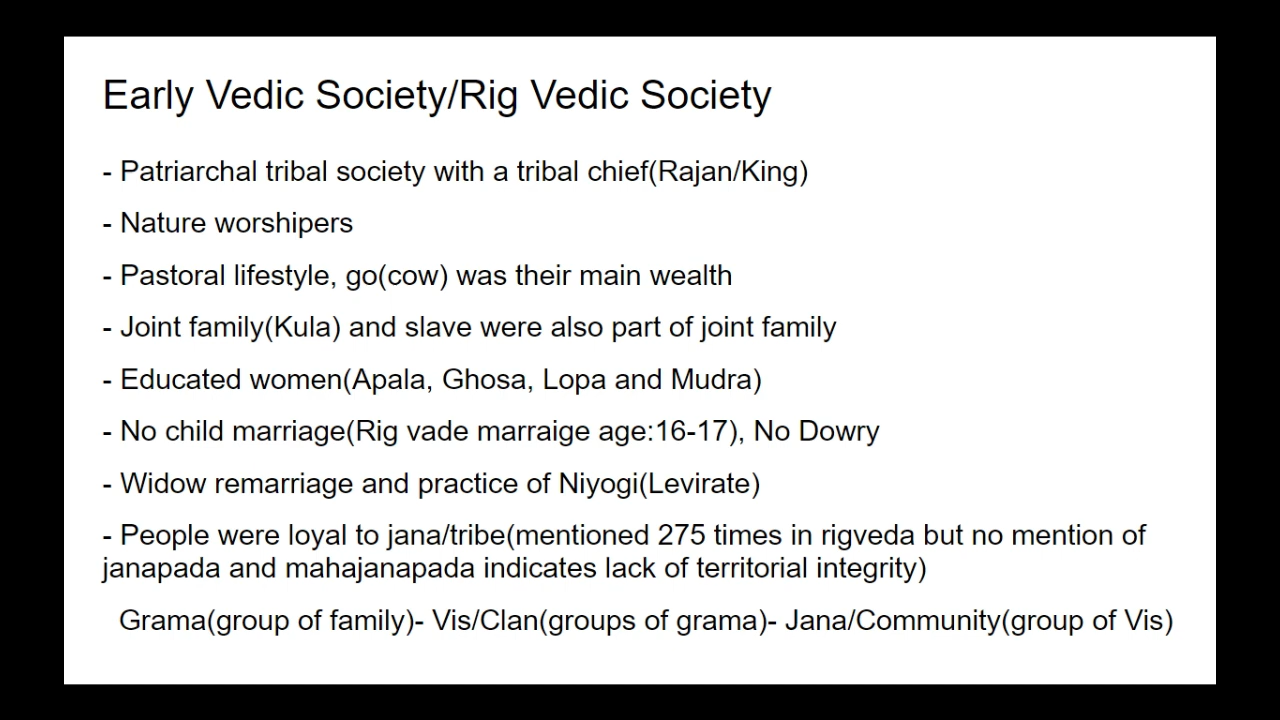 Early Vedic Society/Rig Vedic Society
- Patriarchal tribal society with a tribal chief(Rajan/King)
- Nature worshipers
- Pastoral lifestyle, go(cow) was their main wealth
- Joint family(Kula) and slave were also part of joint family
- Educated women(Apala, Ghosa, Lopa and Mudra)
- No child marriage(Rig vade marraige age:16-17), No Dowry
- Widow remarriage and practice of Niyogi(Levirate)
- People were loyal to jana/tribe(mentioned 275 times in rigveda but no mention of
janapada and mahajanapada indicates lack of territorial integrity)
Grama(group of family)- Vis/Clan(groups of grama)- Jana/Community(group of Vis)